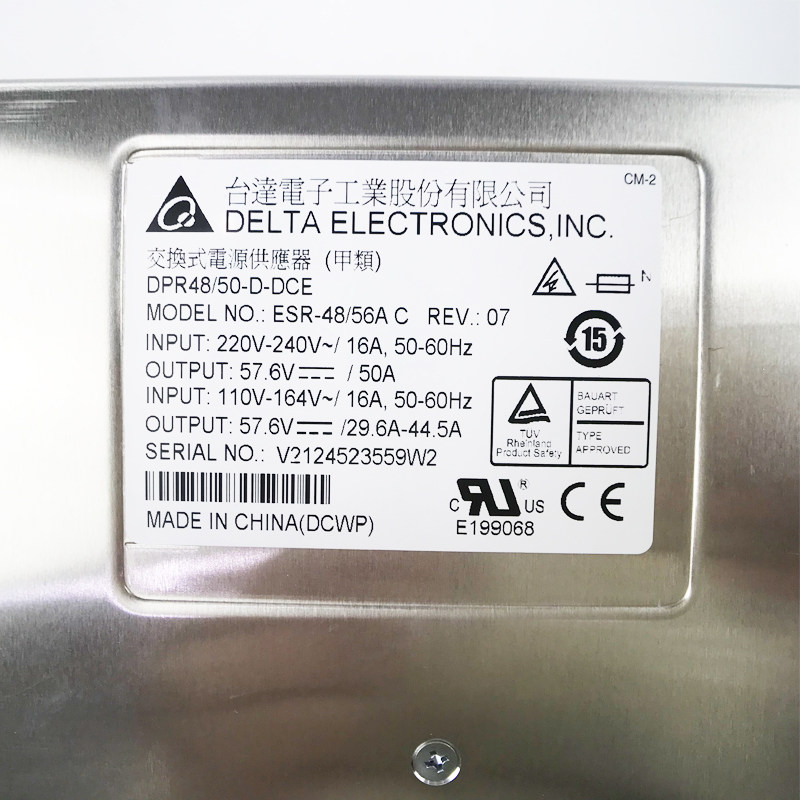 CM-2
台達電子工業股份有限公司
DELTA ELECTRONICS,INC.
交換式電源供應器 (甲類)
DPR48/50-D-DCE
MODEL NO.: ESR-48/56A C REV.: 07
INPUT: 220V-240V~/ 16A, 50-60Hz
OUTPUT: 57.6V⎓ / 50A
INPUT: 110V-164V~/ 16A, 50-60Hz
OUTPUT: 57.6V⎓ /29.6A-44.5A
SERIAL NO.: V2124523559W2
MADE IN CHINA(DCWP)
N
15
TÜV
Rheinland
Product Safety
BAUART
GEPRÜFT
TYPE
APPROVED
C RU® US
E199068
CE